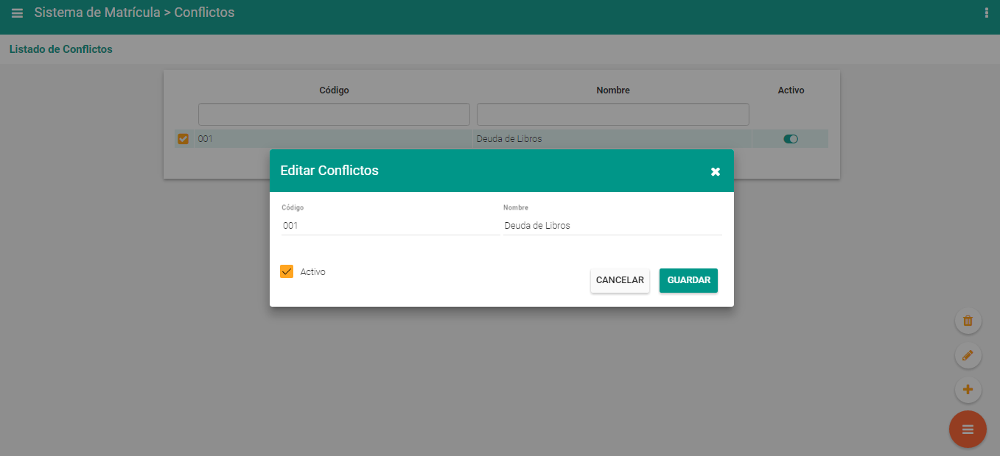 Sistema de Matrícula > Conflictos
Listado de Conflictos
Código Nombre Activo
001 Deuda de Libros
Editar Conflictos
Código Nombre
001 Deuda de Libros
Activo
CANCELAR GUARDAR